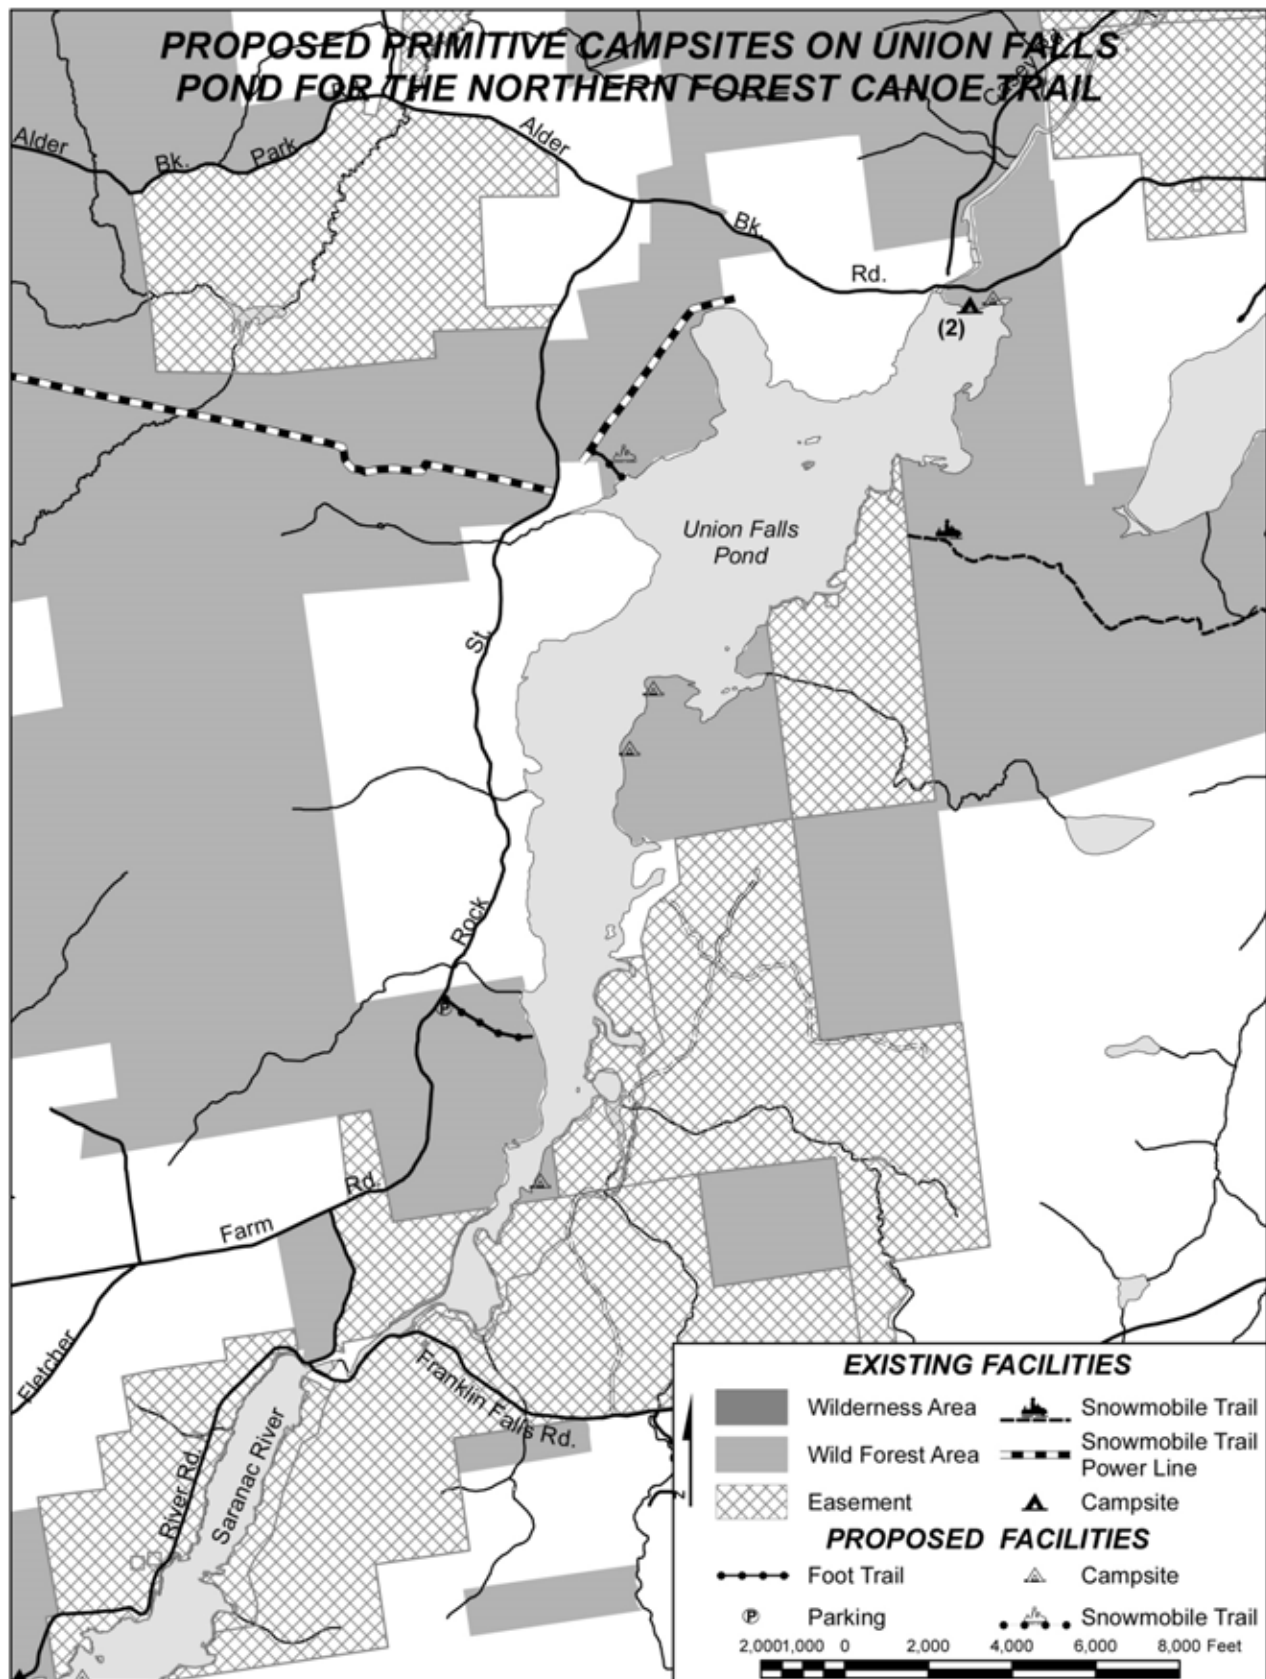 PROPOSED PRIMITIVE CAMPSITES ON UNION FALLS
POND FOR THE NORTHERN FOREST CANOE TRAIL
Alder
Bk.
Park
Alder
Bk.
Rd.
(2)
Union Falls
Pond
St.
Rock
P
Rd.
Farm
Fletcher
Franklin Falls Rd.
River Rd.
Saranac River
EXISTING FACILITIES
Wilderness Area
Snowmobile Trail
Wild Forest Area
Snowmobile Trail
Power Line
Easement
Campsite
PROPOSED FACILITIES
Foot Trail
Campsite
P Parking
Snowmobile Trail
2,000 1,000 0 2,000 4,000 6,000 8,000 Feet